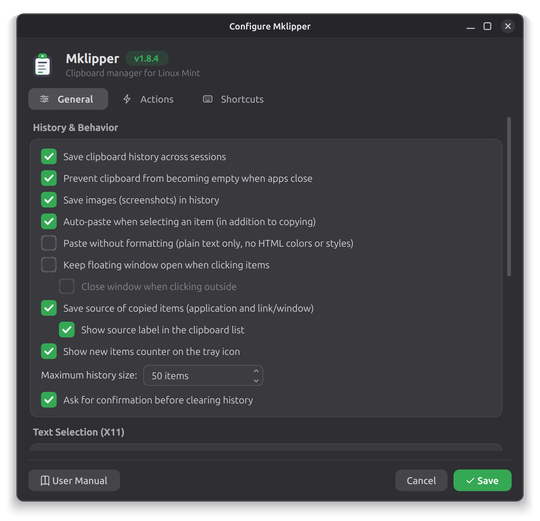 Configure Mklipper
Mklipper v1.8.4
Clipboard manager for Linux Mint
General Actions Shortcuts
History & Behavior
Save clipboard history across sessions
Prevent clipboard from becoming empty when apps close
Save images (screenshots) in history
Auto-paste when selecting an item (in addition to copying)
Paste without formatting (plain text only, no HTML colors or styles)
Keep floating window open when clicking items
Close window when clicking outside
Save source of copied items (application and link/window)
Show source label in the clipboard list
Show new items counter on the tray icon
Maximum history size: 50 items
Ask for confirmation before clearing history
Text Selection (X11)
User Manual Cancel Save